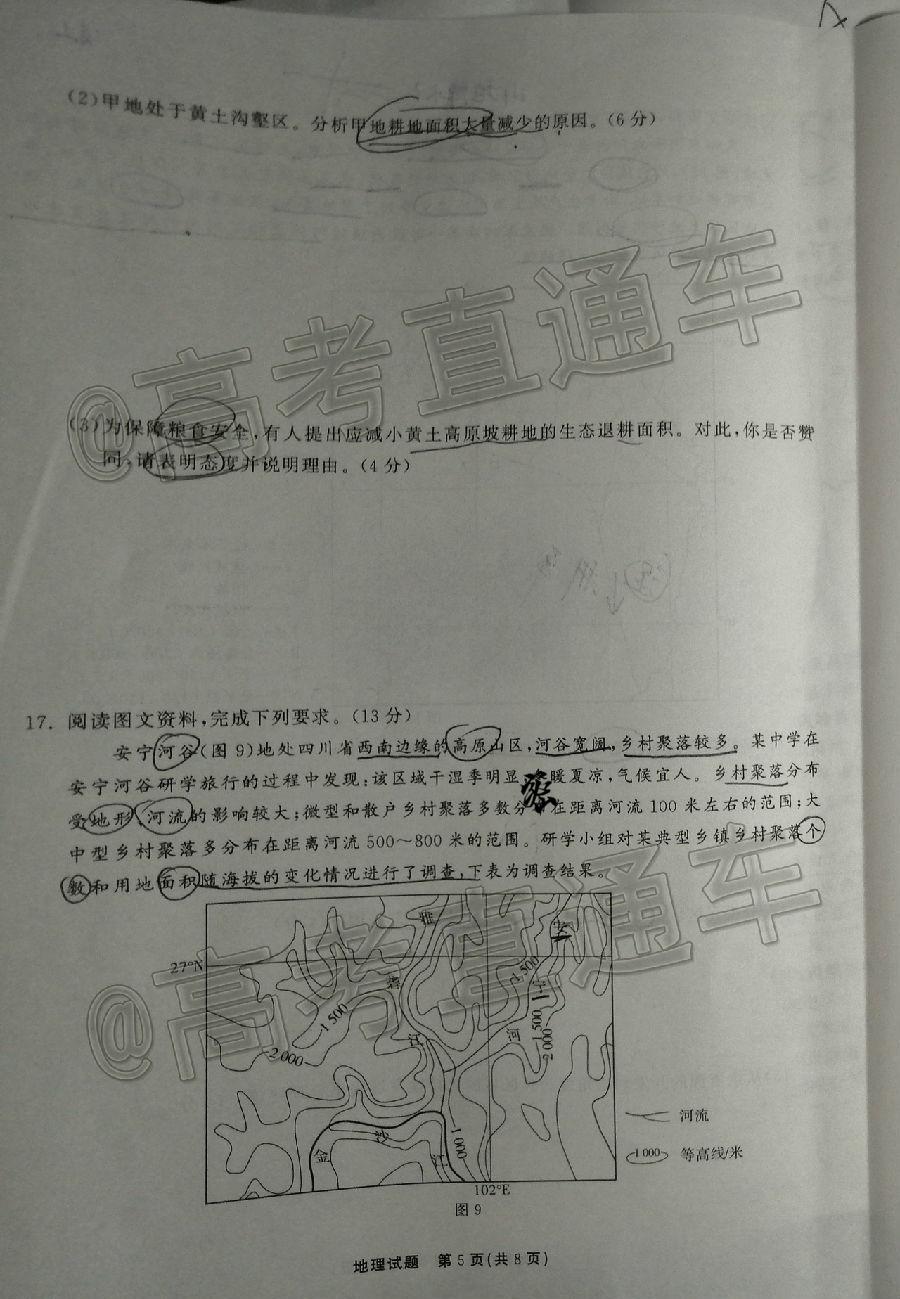 (2)甲地处于黄土沟壑区。分析甲地耕地面积大量减少的原因。(6分)
@高考直通车
(3)为保障粮食安全,有人提出应减小黄土高原坡耕地的生态退耕面积。对此,你是否赞
同,请表明态度并说明理由。(4分)
17. 阅读图文资料,完成下列要求。(13分)
安宁河谷(图9)地处四川省西南边缘的高原山区,河谷宽阔,乡村聚落较多。某中学在
安宁河谷研学旅行的过程中发现:该区域干湿季明显 暖夏凉,气候宜人。乡村聚落分布
受地形、河流的影响较大;微型和散户乡村聚落多数分 在距离河流100米左右的范围;大
中型乡村聚落多分布在距离河流500~800米的范围。研学小组对某典型乡镇乡村聚落个
数和用地面积随海拔的变化情况进行了调查,下表为调查结果。
@高考直通车
27°N
雅
砻
江
河
1 500
1 500
1 500
2 000
2 000
1 000
金
沙
江
102°E
河流
1 000 等高线/米
图9
地理试题 第5页(共8页)